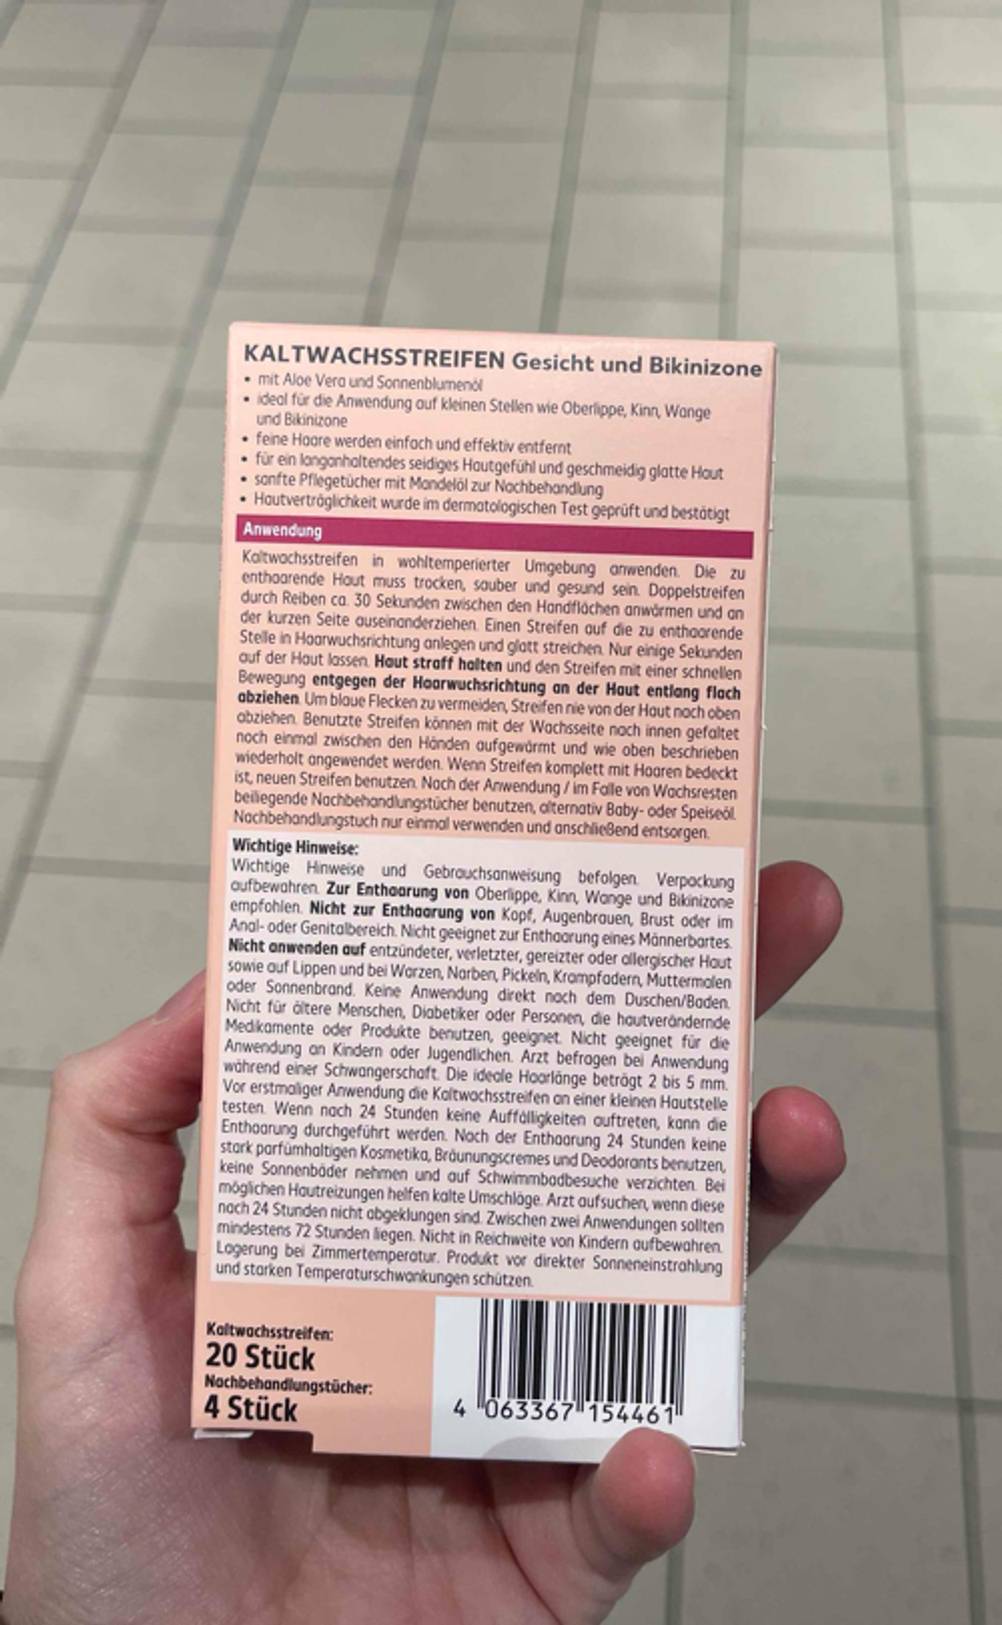 KALTWACHSSTREIFEN Gesicht und Bikinizone
• mit Aloe Vera und Sonnenblumenöl
• ideal für die Anwendung auf kleinen Stellen wie Oberlippe, Kinn, Wange
und Bikinizone
• feine Haare werden einfach und effektiv entfernt
• für ein langanhaltendes seidiges Hautgefühl und geschmeidig glatte Haut
• sanfte Pflegetücher mit Mandelöl zur Nachbehandlung
• Hautverträglichkeit wurde im dermatologischen Test geprüft und bestätigt
Anwendung
Kaltwachsstreifen in wohltemperierter Umgebung anwenden. Die zu
enthaarende Haut muss trocken, sauber und gesund sein. Doppelstreifen
durch Reiben ca. 30 Sekunden zwischen den Handflächen anwärmen und an
der kurzen Seite auseinanderziehen. Einen Streifen auf die zu enthaarende
Stelle in Haarwuchsrichtung anlegen und glatt streichen. Nur einige Sekunden
auf der Haut lassen. Haut straff halten und den Streifen mit einer schnellen
Bewegung entgegen der Haarwuchsrichtung an der Haut entlang flach
abziehen. Um blaue Flecken zu vermeiden, Streifen nie von der Haut nach oben
abziehen. Benutzte Streifen können mit der Wachsseite nach innen gefaltet
noch einmal zwischen den Händen aufgewärmt und wie oben beschrieben
wiederholt angewendet werden. Wenn Streifen komplett mit Haaren bedeckt
ist, neuen Streifen benutzen. Nach der Anwendung / im Falle von Wachsresten
beiliegende Nachbehandlungstücher benutzen, alternativ Baby- oder Speiseöl.
Nachbehandlungstuch nur einmal verwenden und anschließend entsorgen.
Wichtige Hinweise:
Wichtige Hinweise und Gebrauchsanweisung befolgen. Verpackung
aufbewahren. Zur Enthaarung von Oberlippe, Kinn, Wange und Bikinizone
empfohlen. Nicht zur Enthaarung von Kopf, Augenbrauen, Brust oder im
Anal- oder Genitalbereich. Nicht geeignet zur Enthaarung eines Männerbartes.
Nicht anwenden auf entzündeter, verletzter, gereizter oder allergischer Haut
sowie auf Lippen und bei Warzen, Narben, Pickeln, Krampfadern, Muttermalen
oder Sonnenbrand. Keine Anwendung direkt nach dem Duschen/Baden.
Nicht für ältere Menschen, Diabetiker oder Personen, die hautverändernde
Medikamente oder Produkte benutzen, geeignet. Nicht geeignet für die
Anwendung an Kindern oder Jugendlichen. Arzt befragen bei Anwendung
während einer Schwangerschaft. Die ideale Haarlänge beträgt 2 bis 5 mm.
Vor erstmaliger Anwendung die Kaltwachsstreifen an einer kleinen Hautstelle
testen. Wenn nach 24 Stunden keine Auffälligkeiten auftreten, kann die
Enthaarung durchgeführt werden. Nach der Enthaarung 24 Stunden keine
stark parfümhaltigen Kosmetika, Bräunungscremes und Deodorants benutzen,
keine Sonnenbäder nehmen und auf Schwimmbadbesuche verzichten. Bei
möglichen Hautreizungen helfen kalte Umschläge. Arzt aufsuchen, wenn diese
nach 24 Stunden nicht abgeklungen sind. Zwischen zwei Anwendungen sollten
mindestens 72 Stunden liegen. Nicht in Reichweite von Kindern aufbewahren.
Lagerung bei Zimmertemperatur. Produkt vor direkter Sonneneinstrahlung
und starken Temperaturschwankungen schützen.
Kaltwachsstreifen:
20 Stück
Nachbehandlungstücher:
4 Stück
4 063367 154461